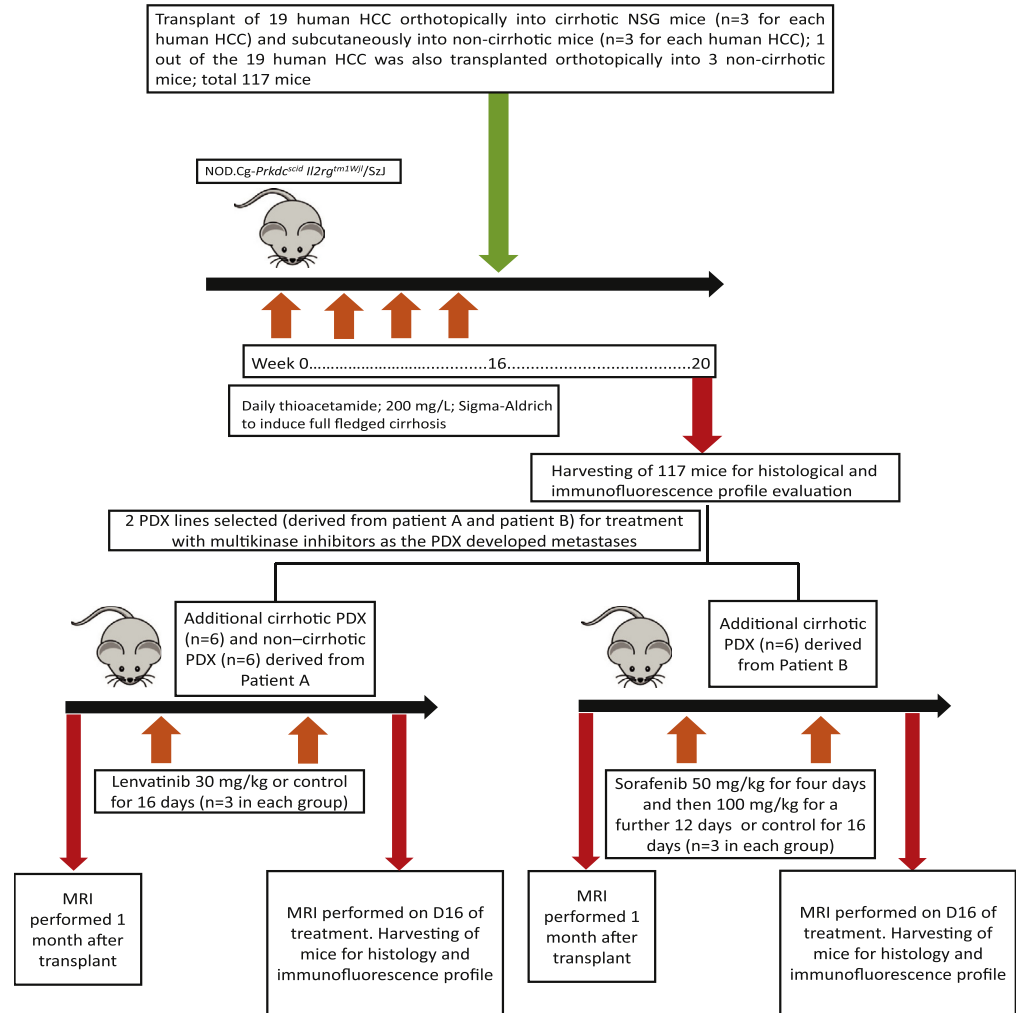 Transplant of 19 human HCC orthotopically into cirrhotic NSG mice (n=3 for each
human HCC) and subcutaneously into non-cirrhotic mice (n=3 for each human HCC); 1
out of the 19 human HCC was also transplanted orthotopically into 3 non-cirrhotic
mice; total 117 mice
NOD.Cg-Prkdcscid Il2rgtm1Wjl/SzJ
Week 0........................................16...........................................20
Daily thioacetamide; 200 mg/L; Sigma-Aldrich
to induce full fledged cirrhosis
Harvesting of 117 mice for histological and
immunofluorescence profile evaluation
2 PDX lines selected (derived from patient A and patient B) for treatment
with multikinase inhibitors as the PDX developed metastases
Additional cirrhotic PDX
(n=6) and non–cirrhotic
PDX (n=6) derived from
Patient A
Additional cirrhotic
PDX (n=6) derived
from Patient B
Lenvatinib 30 mg/kg or control
for 16 days (n=3 in each group)
Sorafenib 50 mg/kg for four days
and then 100 mg/kg for a
further 12 days or control for 16
days (n=3 in each group)
MRI
performed 1
month after
transplant
MRI performed on D16 of
treatment. Harvesting of
mice for histology and
immunofluorescence profile
MRI
performed 1
month after
transplant
MRI performed on D16 of
treatment. Harvesting of
mice for histology and
immunofluorescence profile